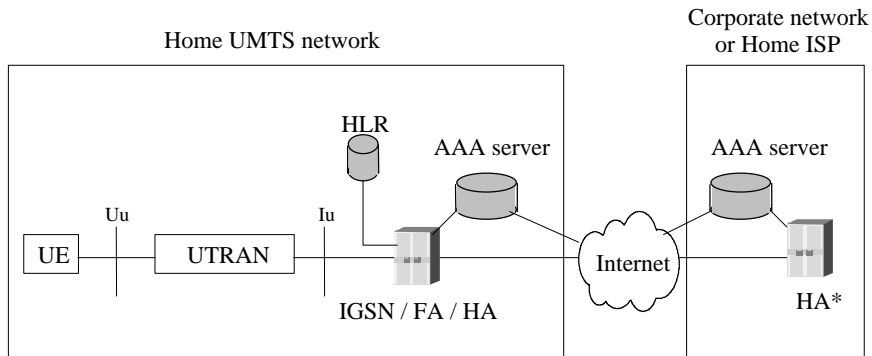 Corporate network
or Home ISP
Home UMTS network
HLR
AAA server
AAA server
Uu
Iu
UE
UTRAN
Internet
IGSN / FA / HA
HA*